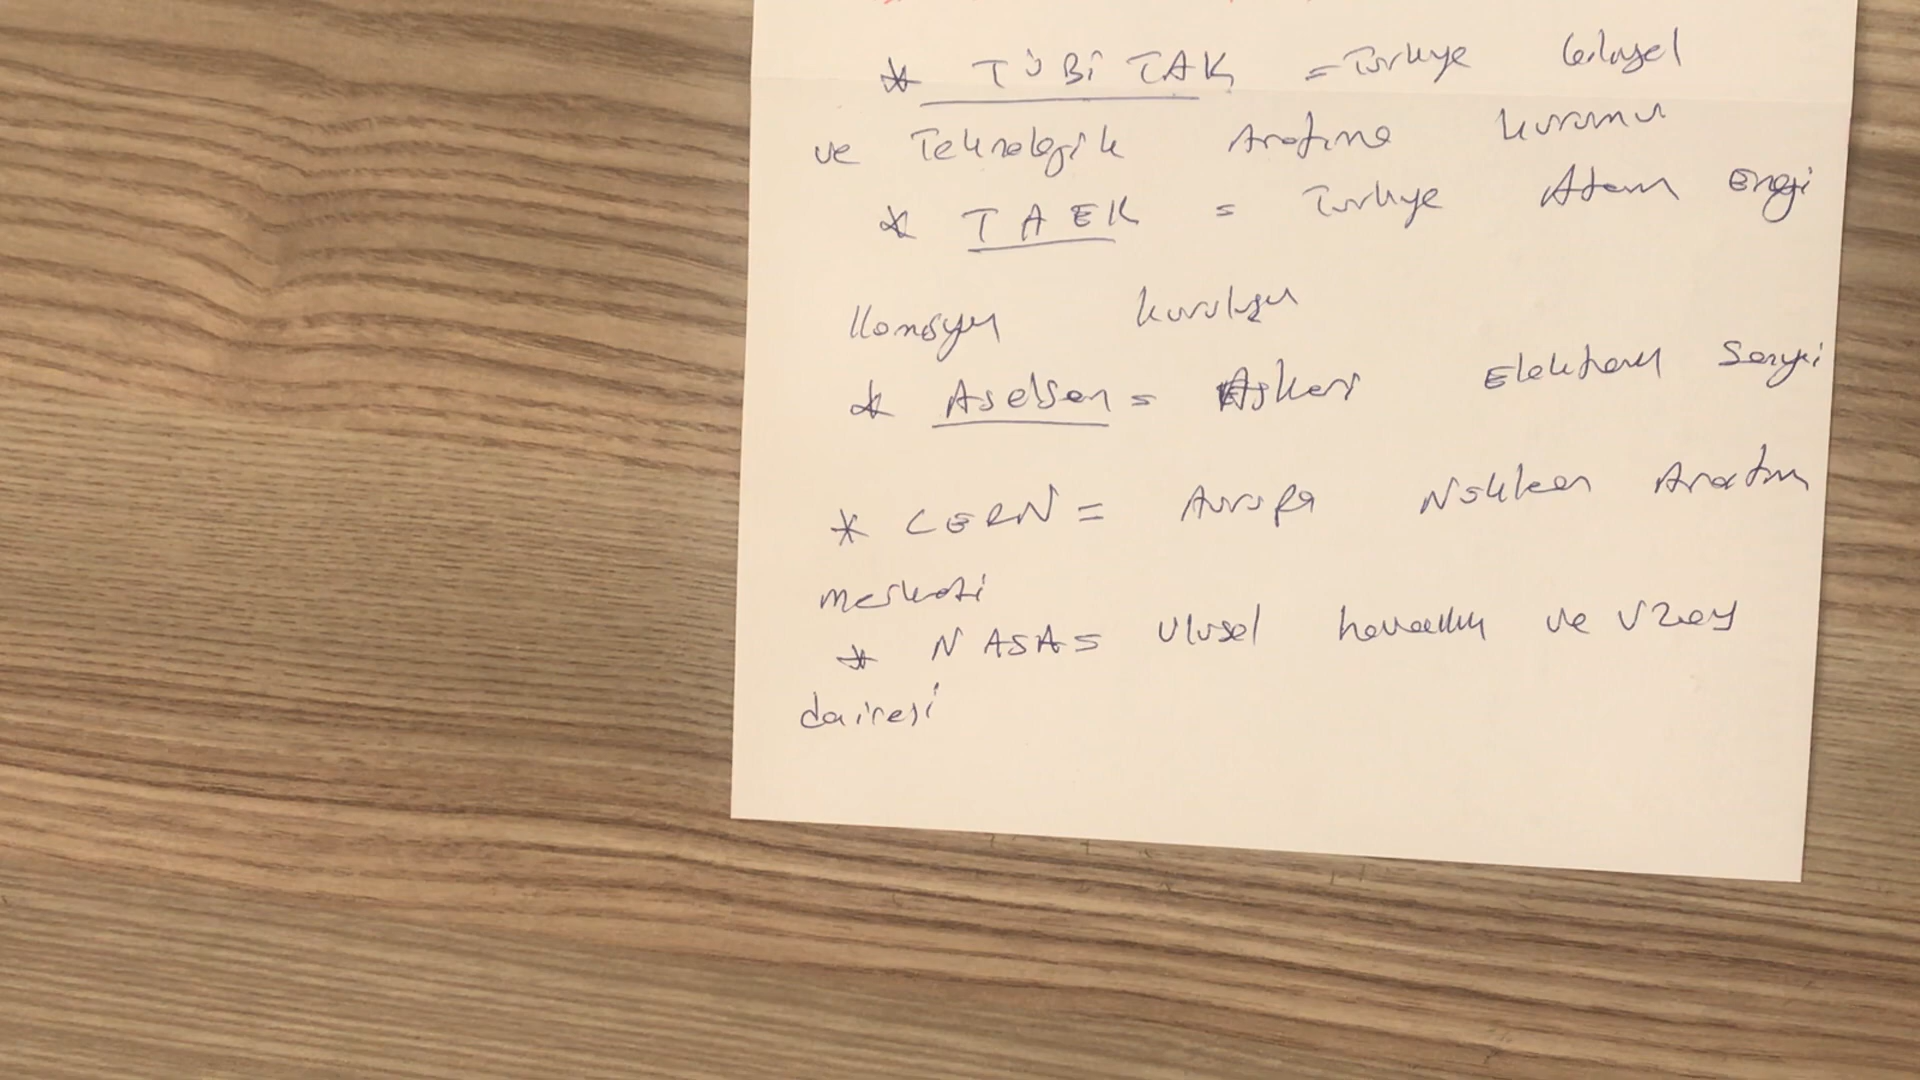 * TÜBİTAK = Türkiye bilimsel
ve Teknolojik Araştırma kurumu
* TAEK = Türkiye Atom Enerji
Komisyon kuruluşu
* Aselsan = Askeri Elektronik Sanayi
* CERN = Avrupa Nükleer Araştırma
merkezi
* NASA = Ulusal havacılık ve Uzay
dairesi